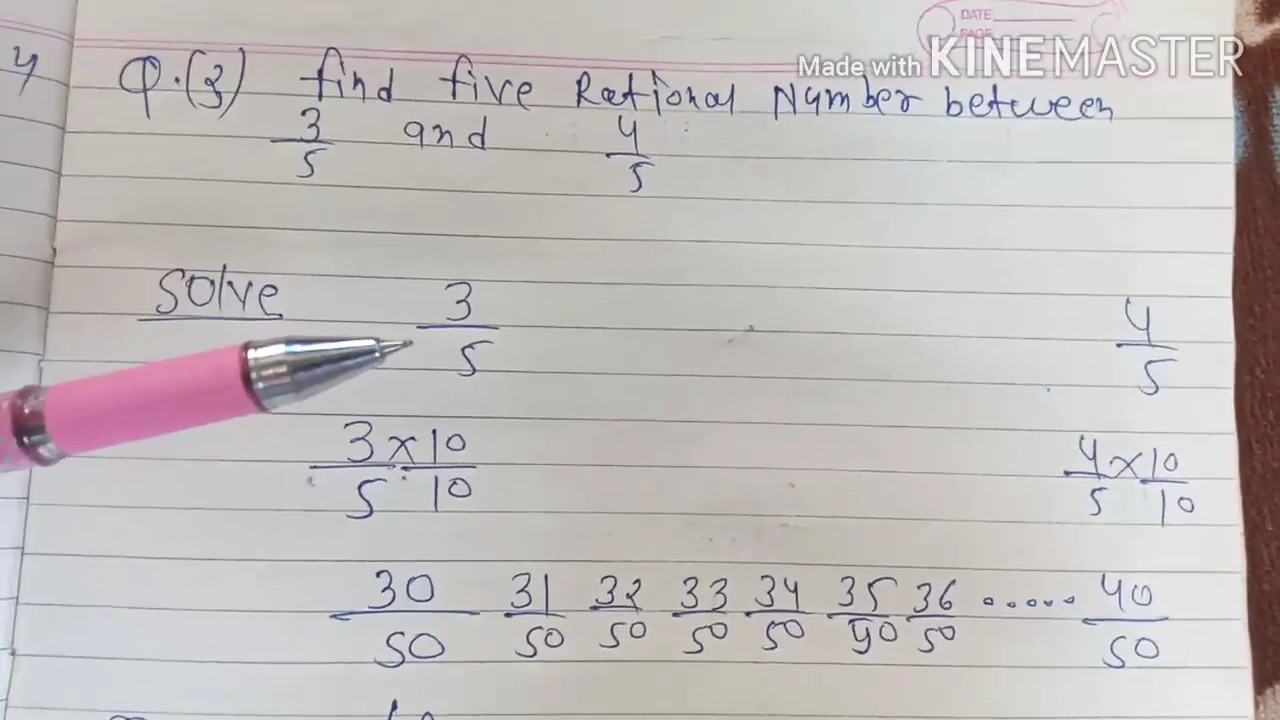 DATE
PAGE
Made with KINEMASTER
Q.(3) find five Rational Number between
3/5 and 4/5
Solve 3/5 4/5
3/5 × 10/10 4/5 × 10/10
30/50 31/50 32/50 33/50 34/50 35/50 36/50 ..... 40/50